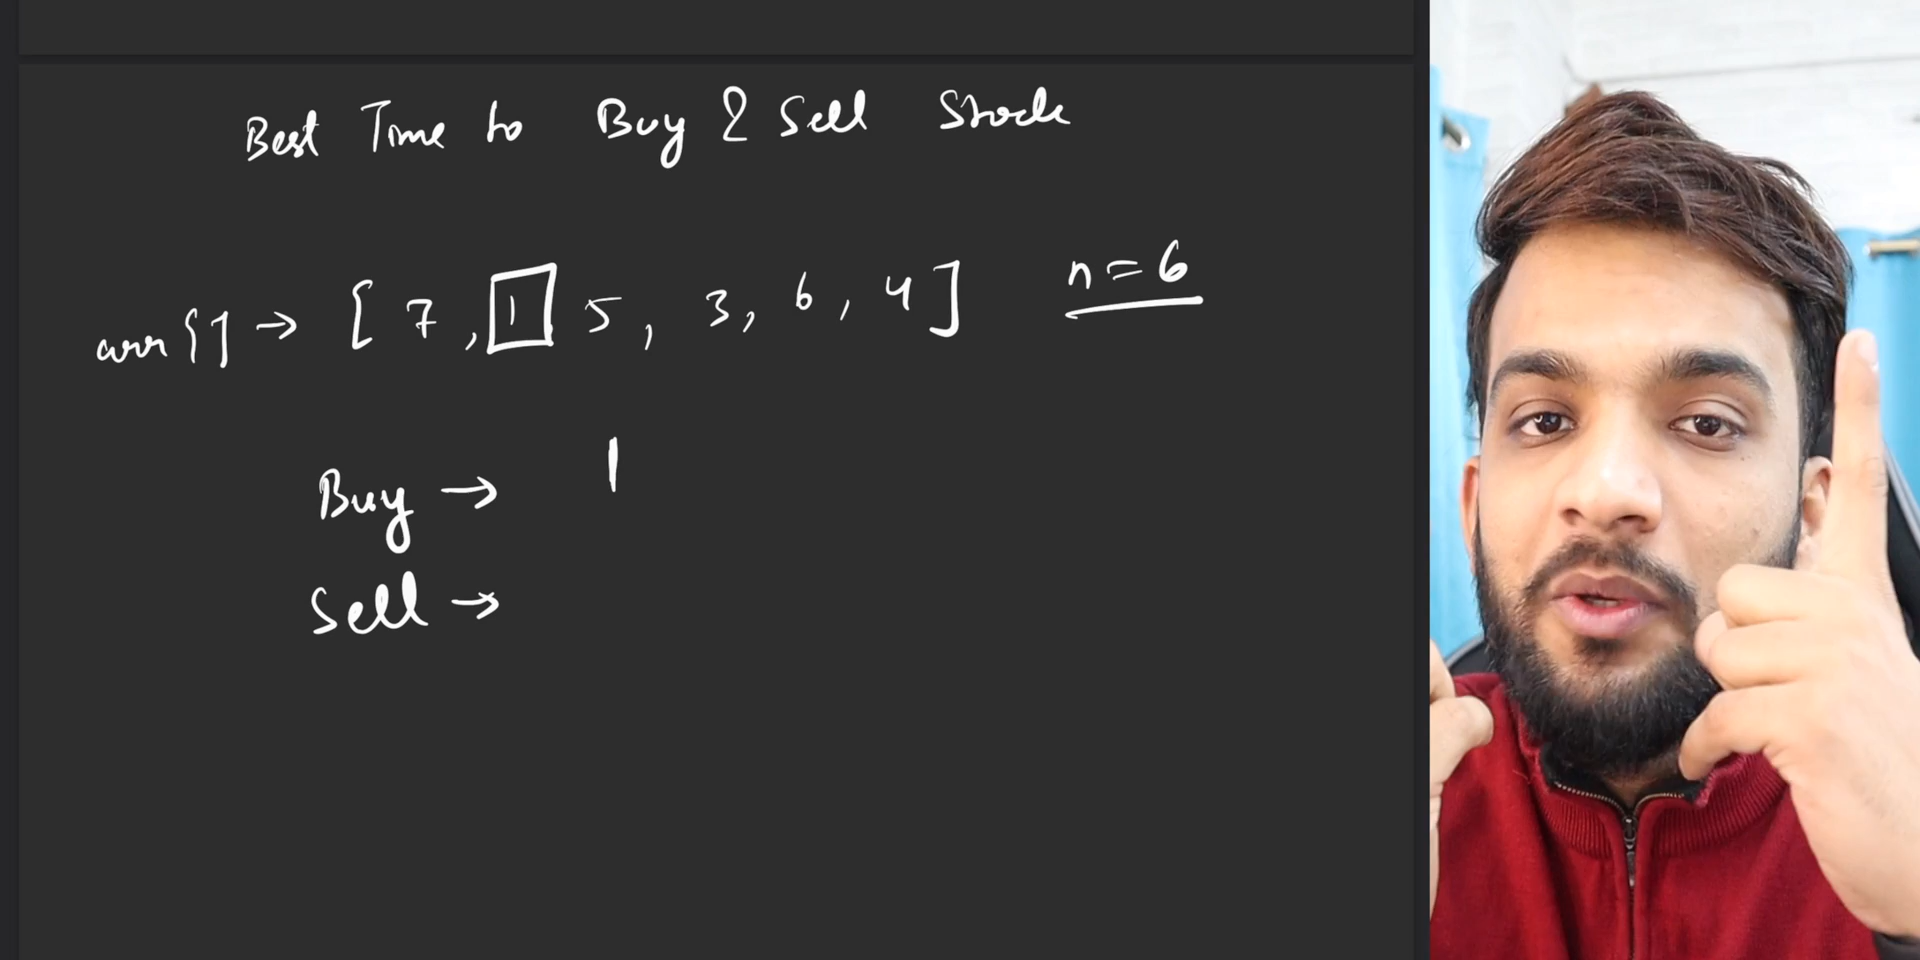 Best Time to Buy & Sell Stock
arr[] → [ 7, 1 5, 3, 6, 4 ] n = 6
Buy → 1
Sell →